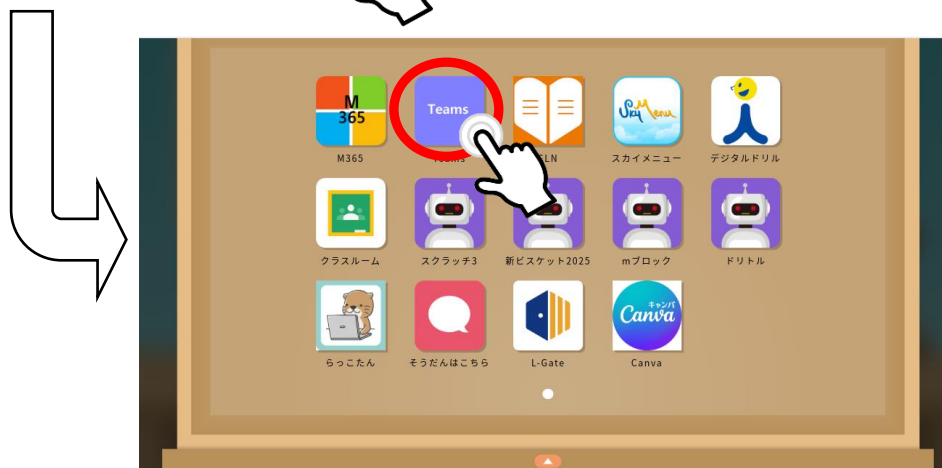 M
365
Teams
Sky Menu
M365
スカイメニュー
デジタルドリル
クラスルーム
スクラッチ3
新ビスケット2025
mブロック
ドリトル
キャンバ
Canva
らっこたん
そうだんはこちら
L-Gate
Canva